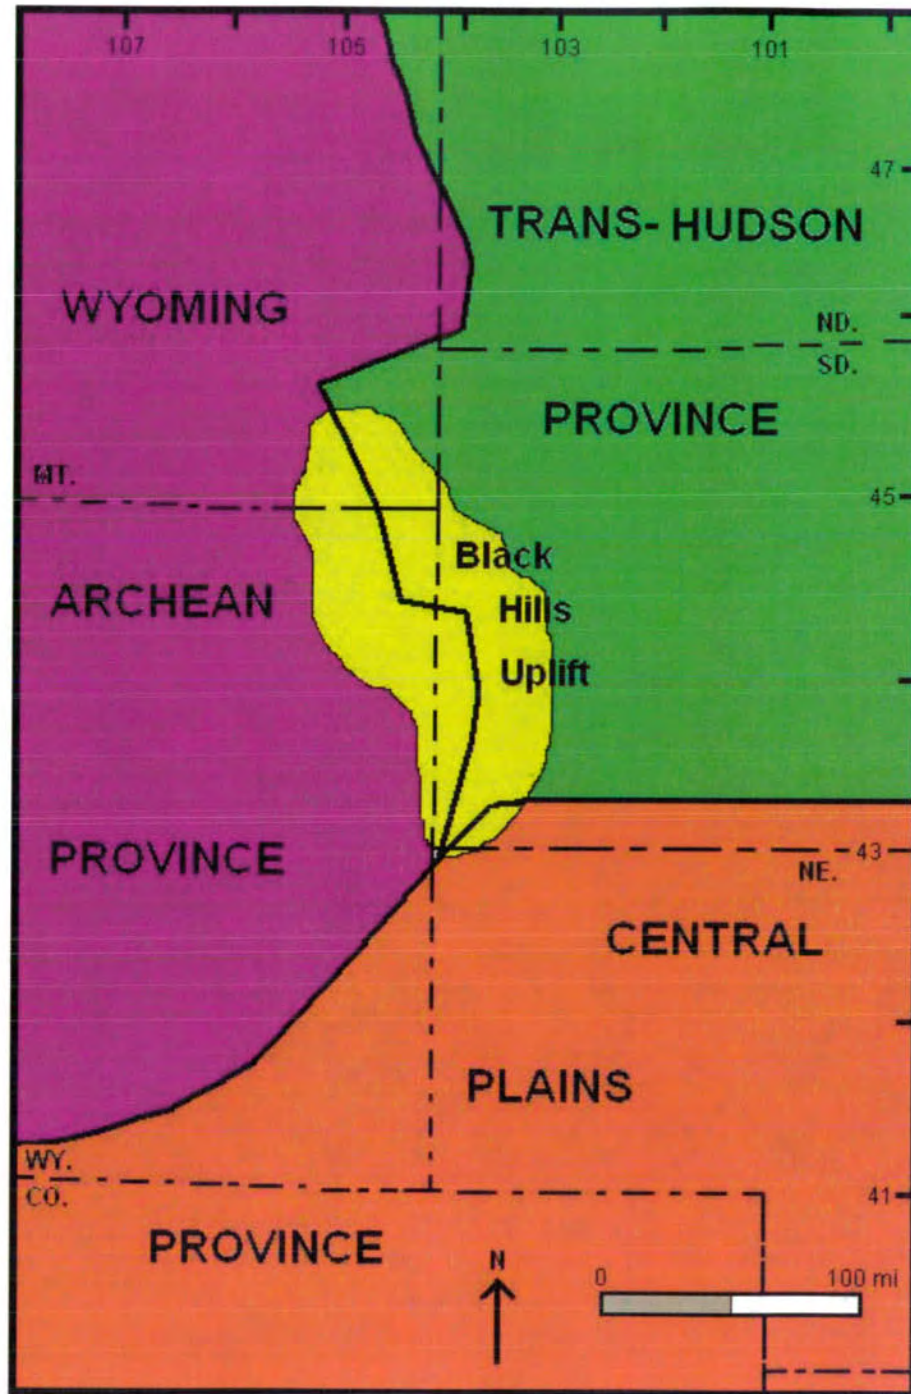 107 105 103 101
47
TRANS- HUDSON
WYOMING
ND.
SD.
PROVINCE
MT.
45
Black
ARCHEAN
Hills
Uplift
PROVINCE
43
NE.
CENTRAL
PLAINS
WY.
CO.
41
PROVINCE
N
0 100 mi